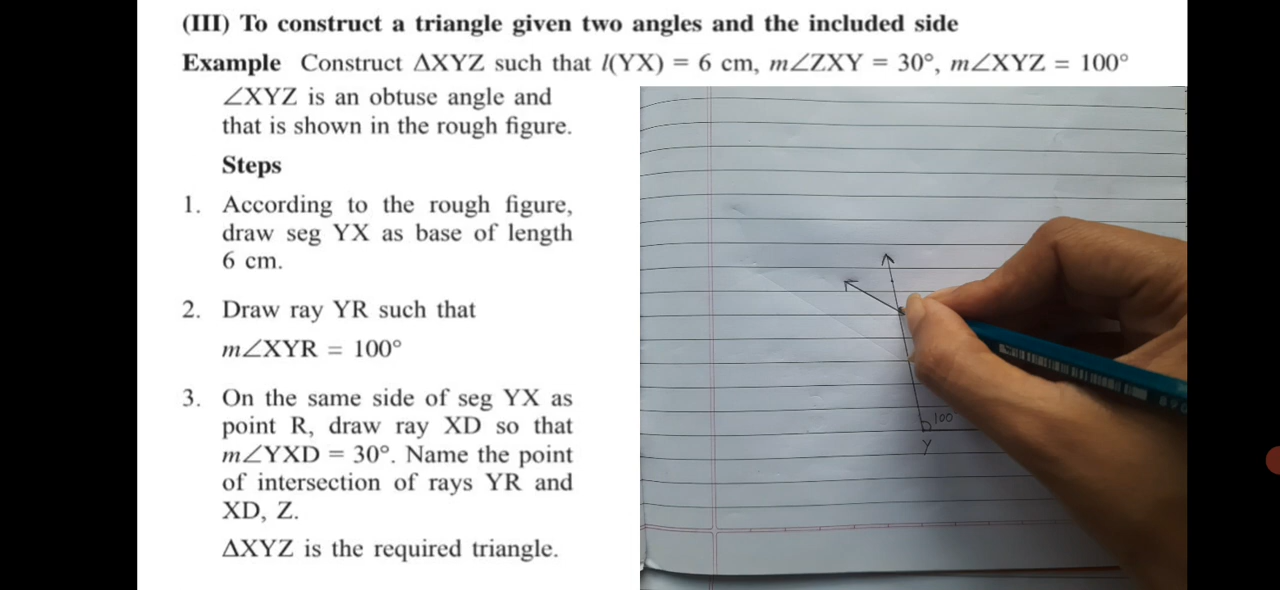 (III) To construct a triangle given two angles and the included side
Example Construct ΔXYZ such that l(YX) = 6 cm, m∠ZXY = 30°, m∠XYZ = 100°
∠XYZ is an obtuse angle and
that is shown in the rough figure.
Steps
1. According to the rough figure,
draw seg YX as base of length
6 cm.
2. Draw ray YR such that
m∠XYR = 100°
3. On the same side of seg YX as
point R, draw ray XD so that
m∠YXD = 30°. Name the point
of intersection of rays YR and
XD, Z.
ΔXYZ is the required triangle.
100
Y